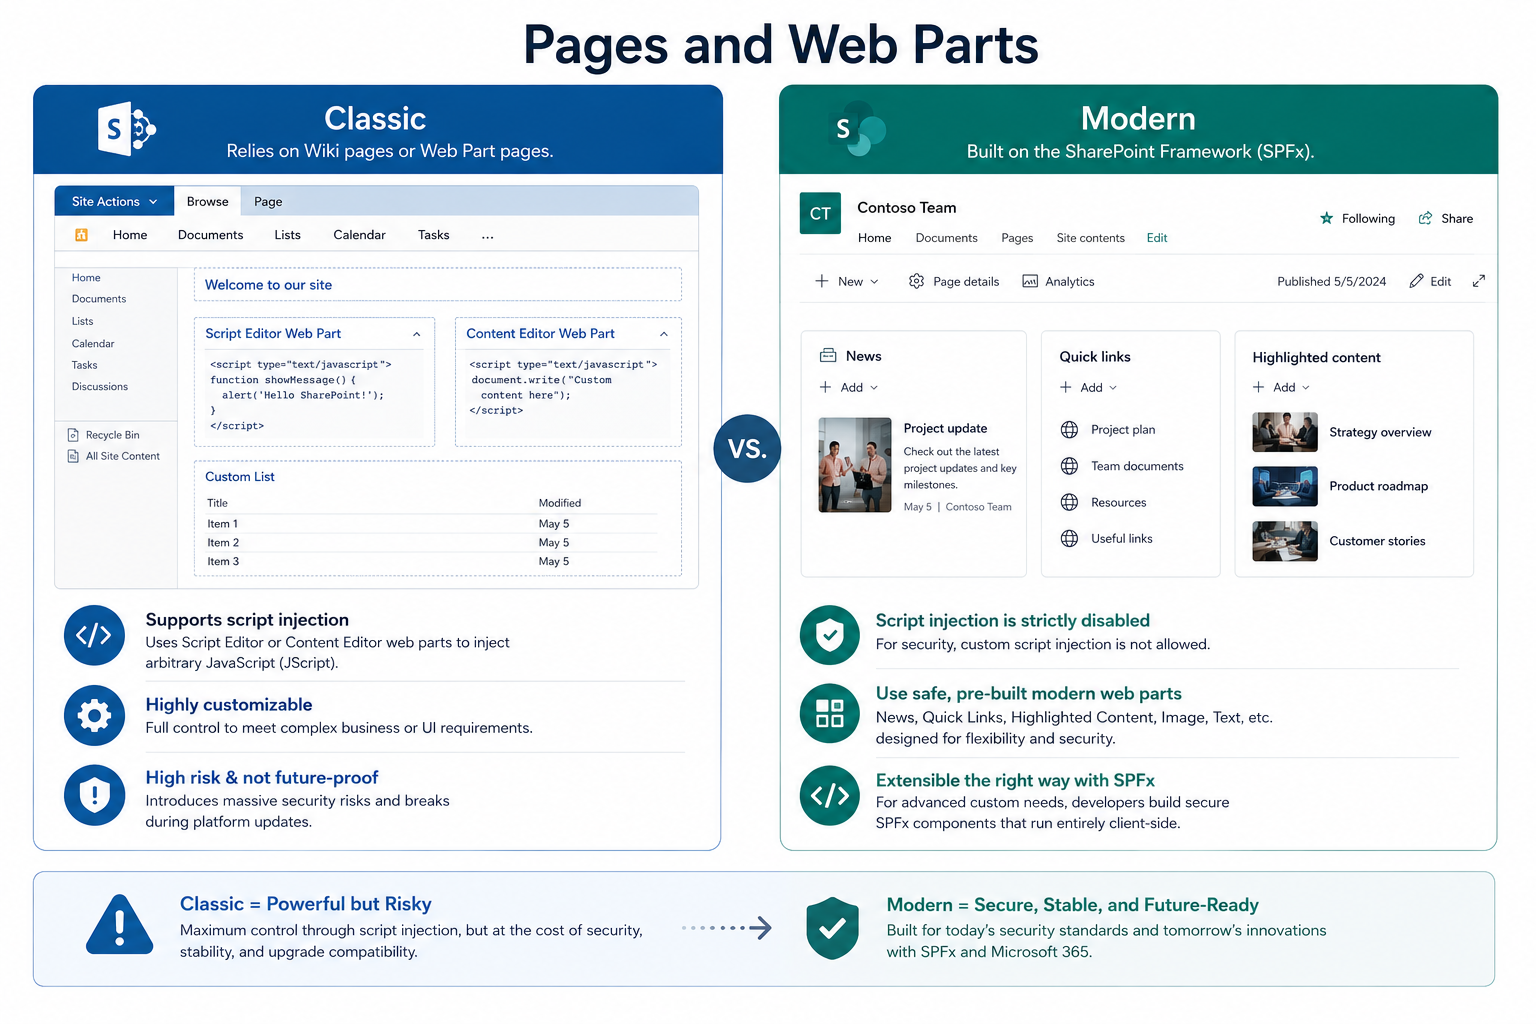 Pages and Web Parts
S
Classic
Relies on Wiki pages or Web Part pages.
Site Actions
Browse
Page
Home
Documents
Lists
Calendar
Tasks
...
Home
Documents
Lists
Calendar
Tasks
Discussions
Recycle Bin
All Site Content
Welcome to our site
Script Editor Web Part
<script type="text/javascript">
function showMessage() {
alert('Hello SharePoint!');
}
</script>
Content Editor Web Part
<script type="text/javascript">
document.write("Custom
content here");
</script>
Custom List
Title Modified
Item 1 May 5
Item 2 May 5
Item 3 May 5
Supports script injection
Uses Script Editor or Content Editor web parts to inject
arbitrary JavaScript (JScript).
Highly customizable
Full control to meet complex business or UI requirements.
High risk & not future-proof
Introduces massive security risks and breaks
during platform updates.
VS.
S
Modern
Built on the SharePoint Framework (SPFx).
CT
Contoso Team
Following
Share
Home
Documents
Pages
Site contents
Edit
New
Page details
Analytics
Published 5/5/2024
Edit
News
Add
Project update
Check out the latest
project updates and key
milestones.
May 5 | Contoso Team
Quick links
Add
Project plan
Team documents
Resources
Useful links
Highlighted content
Add
Strategy overview
Product roadmap
Customer stories
Script injection is strictly disabled
For security, custom script injection is not allowed.
Use safe, pre-built modern web parts
News, Quick Links, Highlighted Content, Image, Text, etc.
designed for flexibility and security.
Extensible the right way with SPFx
For advanced custom needs, developers build secure
SPFx components that run entirely client-side.
Classic = Powerful but Risky
Maximum control through script injection, but at the cost of security,
stability, and upgrade compatibility.
Modern = Secure, Stable, and Future-Ready
Built for today's security standards and tomorrow's innovations
with SPFx and Microsoft 365.